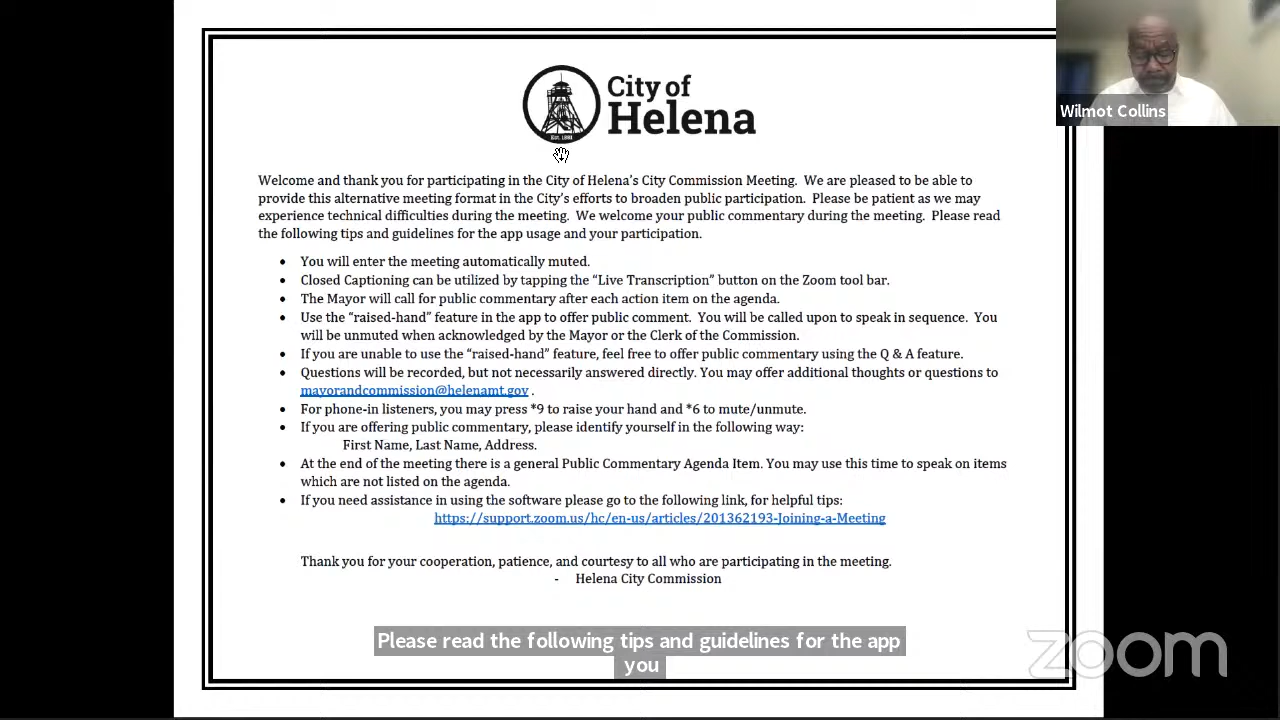 City of
Helena
Est. 1881
Wilmot Collins
Welcome and thank you for participating in the City of Helena's City Commission Meeting.  We are pleased to be able to
provide this alternative meeting format in the City's efforts to broaden public participation.  Please be patient as we may
experience technical difficulties during the meeting.  We welcome your public commentary during the meeting.  Please read
the following tips and guidelines for the app usage and your participation.
• You will enter the meeting automatically muted.
• Closed Captioning can be utilized by tapping the “Live Transcription” button on the Zoom tool bar.
• The Mayor will call for public commentary after each action item on the agenda.
• Use the “raised-hand” feature in the app to offer public comment.  You will be called upon to speak in sequence.  You
will be unmuted when acknowledged by the Mayor or the Clerk of the Commission.
• If you are unable to use the “raised-hand” feature, feel free to offer public commentary using the Q & A feature.
• Questions will be recorded, but not necessarily answered directly. You may offer additional thoughts or questions to
mayorandcommission@helenamt.gov .
• For phone-in listeners, you may press *9 to raise your hand and *6 to mute/unmute.
• If you are offering public commentary, please identify yourself in the following way:
First Name, Last Name, Address.
• At the end of the meeting there is a general Public Commentary Agenda Item. You may use this time to speak on items
which are not listed on the agenda.
• If you need assistance in using the software please go to the following link, for helpful tips:
https://support.zoom.us/hc/en-us/articles/201362193-Joining-a-Meeting
Thank you for your cooperation, patience, and courtesy to all who are participating in the meeting.
- Helena City Commission
Please read the following tips and guidelines for the app
you
zoom